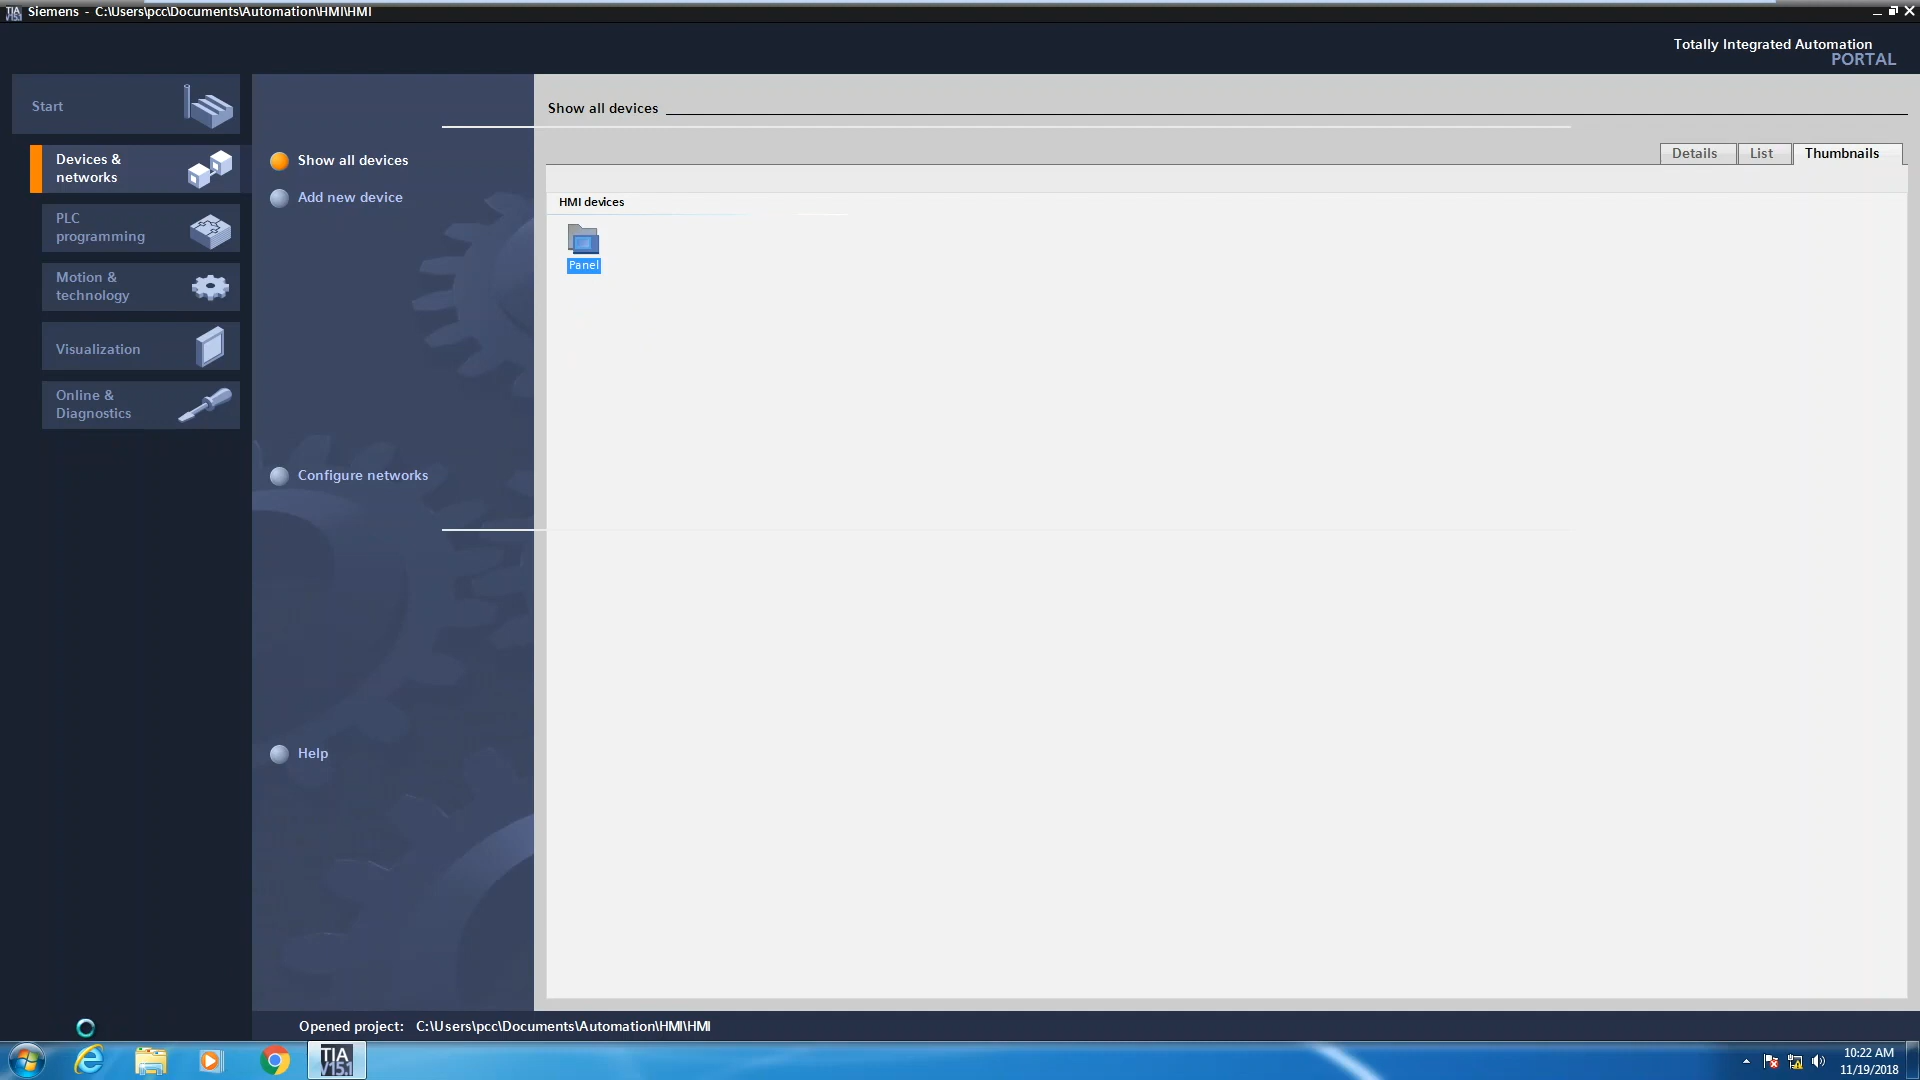 Siemens - C:\Users\pcc\Documents\Automation\HMI\HMI
Totally Integrated Automation
PORTAL
Start
Devices &
networks
PLC
programming
Motion &
technology
Visualization
Online &
Diagnostics
Show all devices
Add new device
Configure networks
Help
Show all devices
Details
List
Thumbnails
HMI devices
Panel
Opened project: C:\Users\pcc\Documents\Automation\HMI\HMI
TIA
V15.1
10:22 AM
11/19/2018